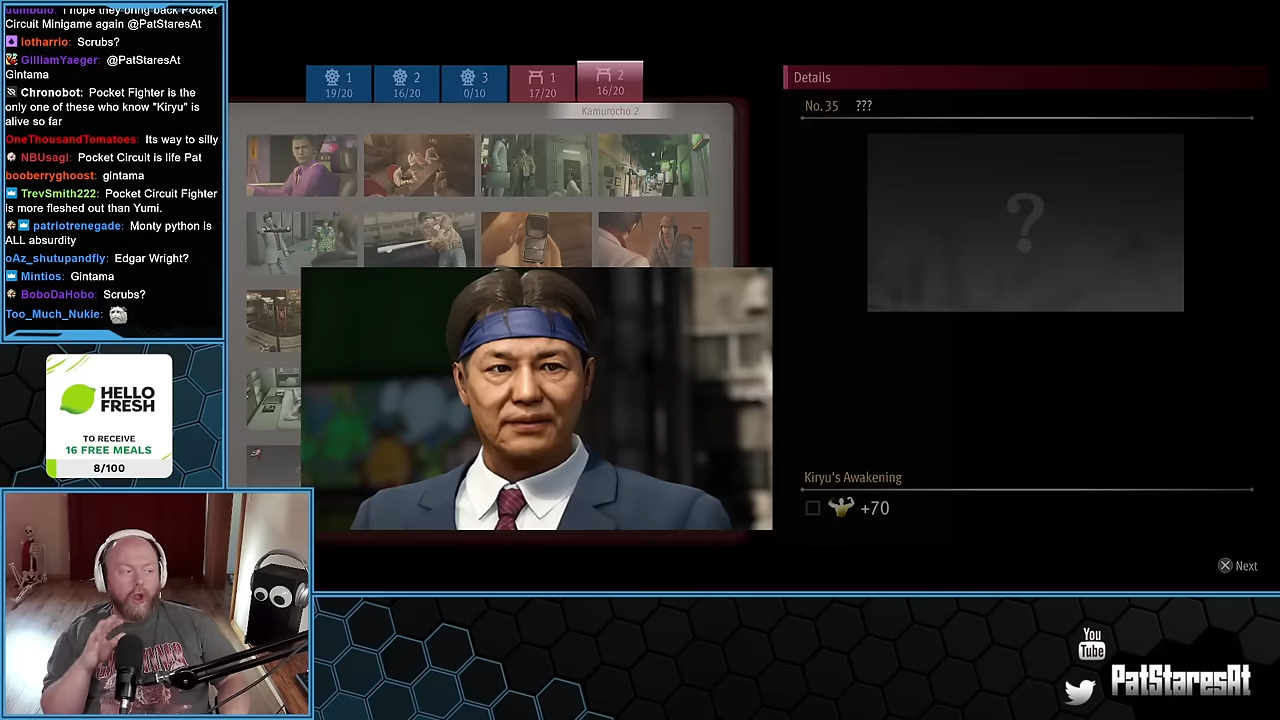 dumbdio: I hope they bring back Pocket
Circuit Minigame again @PatStaresAt
lotharrio: Scrubs?
GilliamYaeger: @PatStaresAt
Gintama
Chronobot: Pocket Fighter is the
only one of these who know "Kiryu" is
alive so far
OneThousandTomatoes: Its way to silly
NBUsagi: Pocket Circuit is life Pat
booberryghoost: gintama
TrevSmith222: Pocket Circuit Fighter
is more fleshed out than Yumi.
patriotrenegade: Monty python is
ALL absurdity
oAz_shutupandfly: Edgar Wright?
Mintios: Gintama
BoboDaHobo: Scrubs?
Too_Much_Nukie:
HELLO
FRESH
TO RECEIVE
16 FREE MEALS
8/100
1
19/20
2
16/20
3
0/10
1
17/20
2
16/20
Kamurocho 2
Details
No. 35 ???
?
Kiryu's Awakening
+70
Next
You
Tube
PatStaresAt